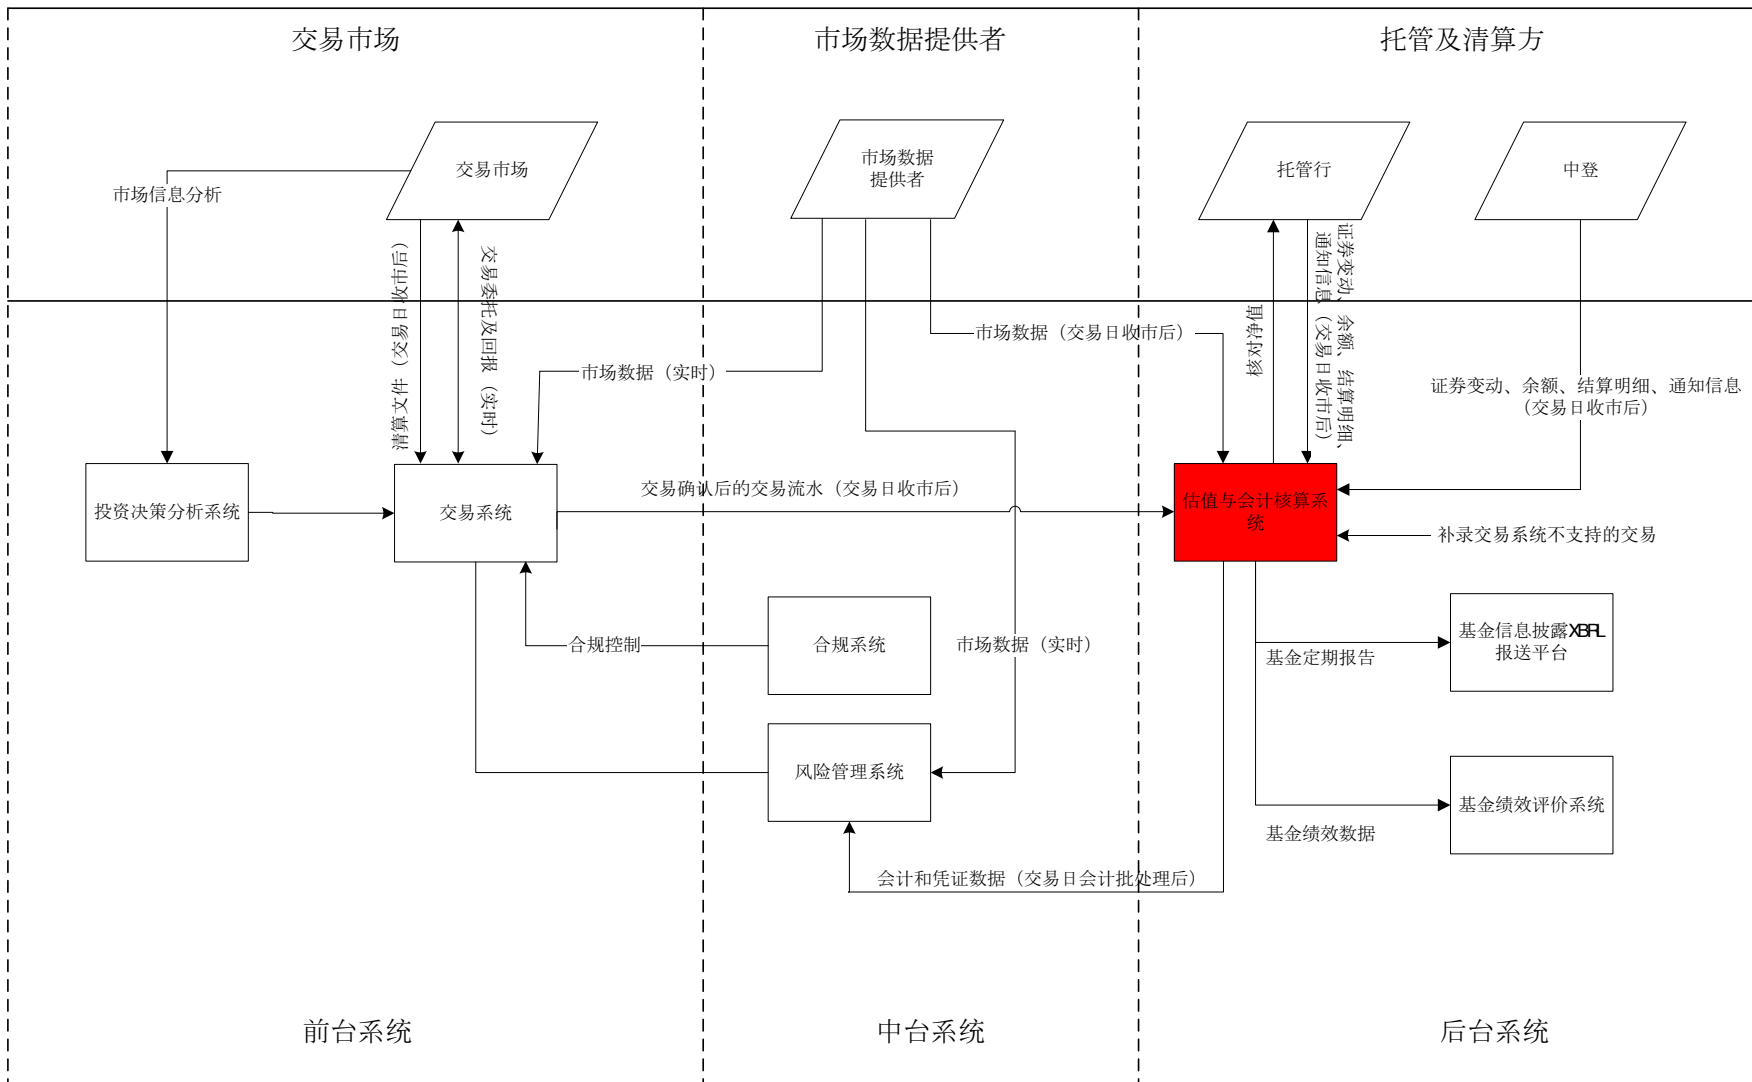 交易市场
市场数据提供者
托管及清算方
交易市场
市场数据
提供者
托管行
中登
市场信息分析
清算文件（交易日收市后）
交易委托及回报（实时）
市场数据（实时）
市场数据（交易日收市后）
核对净值
证券变动、余额、结算明细、
通知信息（交易日收市后）
证券变动、余额、结算明细、通知信息
（交易日收市后）
投资决策分析系统
交易系统
交易确认后的交易流水（交易日收市后）
估值与会计核算系
统
补录交易系统不支持的交易
合规控制
合规系统
市场数据（实时）
基金定期报告
基金信息披露XBRL
报送平台
风险管理系统
基金绩效评价系统
基金绩效数据
会计和凭证数据（交易日会计批处理后）
前台系统
中台系统
后台系统